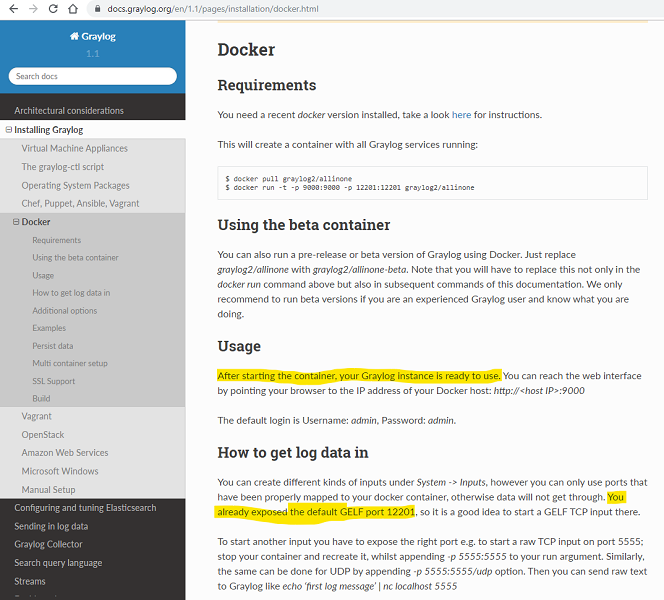 docs.graylog.org/en/1.1/pages/installation/docker.html
Graylog
1.1
Search docs
Architectural considerations
Installing Graylog
Virtual Machine Appliances
The graylog-ctl script
Operating System Packages
Chef, Puppet, Ansible, Vagrant
Docker
Requirements
Using the beta container
Usage
How to get log data in
Additional options
Examples
Persist data
Multi container setup
SSL Support
Build
Vagrant
OpenStack
Amazon Web Services
Microsoft Windows
Manual Setup
Configuring and tuning Elasticsearch
Sending in log data
Graylog Collector
Search query language
Streams
Docker
Requirements
You need a recent docker version installed, take a look here for instructions.
This will create a container with all Graylog services running:
$ docker pull graylog2/allinone
$ docker run -t -p 9000:9000 -p 12201:12201 graylog2/allinone
Using the beta container
You can also run a pre-release or beta version of Graylog using Docker. Just replace
graylog2/allinone with graylog2/allinone-beta. Note that you will have to replace this not only in the
docker run command above but also in subsequent commands of this documentation. We only
recommend to run beta versions if you are an experienced Graylog user and know what you are
doing.
Usage
After starting the container, your Graylog instance is ready to use. You can reach the web interface
by pointing your browser to the IP address of your Docker host: http://<host IP>:9000
The default login is Username: admin, Password: admin.
How to get log data in
You can create different kinds of inputs under System -> Inputs, however you can only use ports that
have been properly mapped to your docker container, otherwise data will not get through. You
already exposed the default GELF port 12201, so it is a good idea to start a GELF TCP input there.
To start another input you have to expose the right port e.g. to start a raw TCP input on port 5555;
stop your container and recreate it, whilst appending -p 5555:5555 to your run argument. Similarly,
the same can be done for UDP by appending -p 5555:5555/udp option. Then you can send raw text
to Graylog like echo 'first log message' | nc localhost 5555